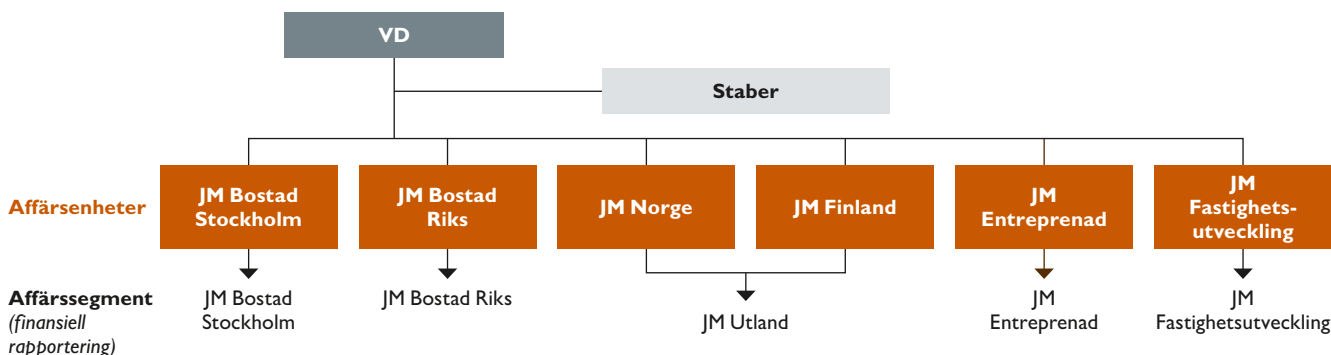 VD
Staber
Affärsenheter
JM Bostad
Stockholm
JM Bostad
Riks
JM Norge
JM Finland
JM
Entreprenad
JM
Fastighets-
utveckling
Affärssegment
(finansiell
rapportering)
JM Bostad
Stockholm
JM Bostad Riks
JM Utland
JM
Entreprenad
JM
Fastighetsutveckling